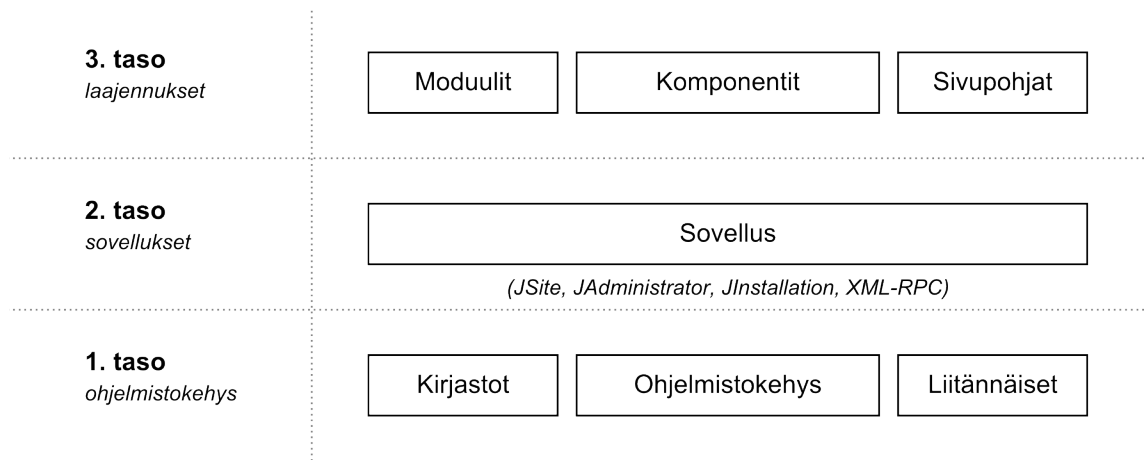 3. taso
laajennukset
Moduulit
Komponentit
Sivupohjat
2. taso
sovellukset
Sovellus
(JSite, JAdministrator, JInstallation, XML-RPC)
1. taso
ohjelmistokehys
Kirjastot
Ohjelmistokehys
Liitännäiset